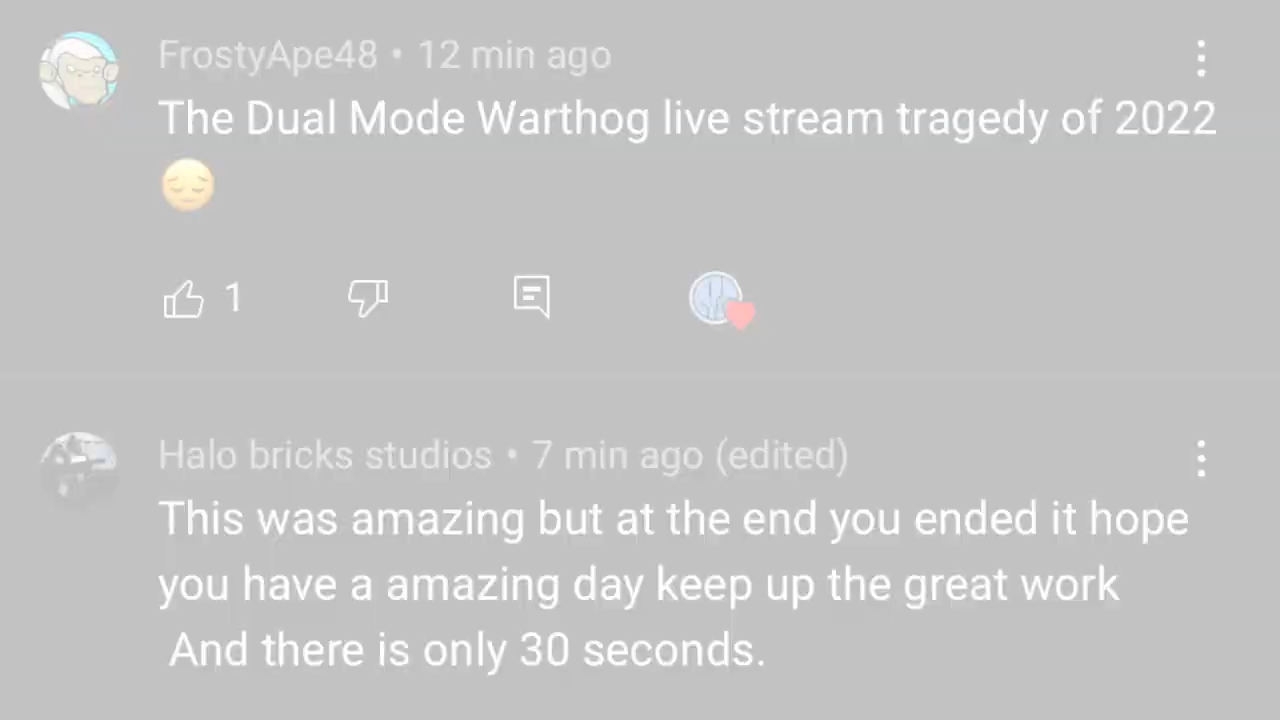 FrostyApe48 • 12 min ago
The Dual Mode Warthog live stream tragedy of 2022
😔
1
Halo bricks studios • 7 min ago (edited)
This was amazing but at the end you ended it hope
you have a amazing day keep up the great work
And there is only 30 seconds.